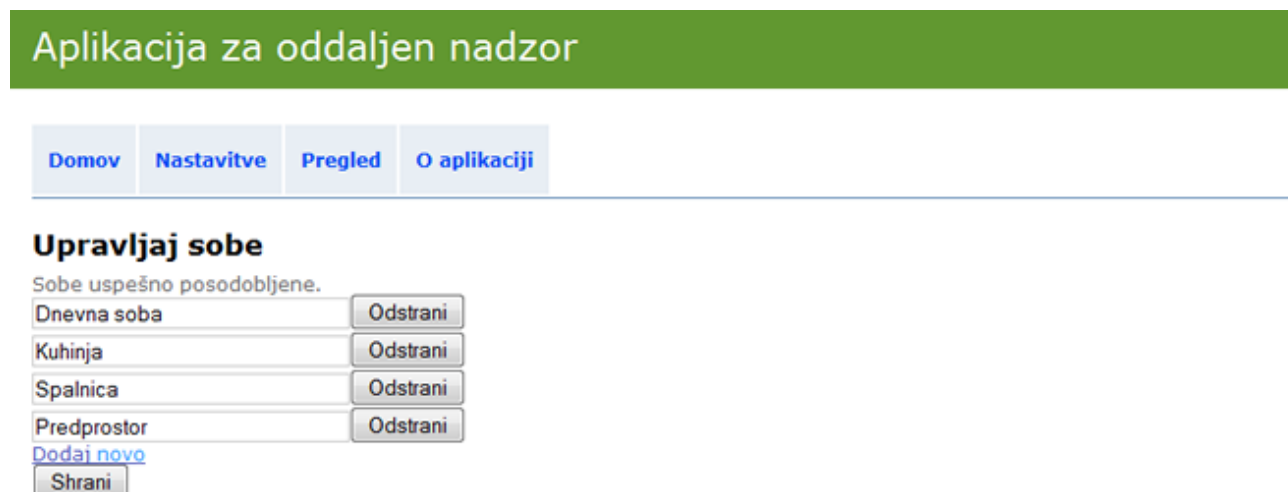 Aplikacija za oddaljen nadzor
Domov Nastavitve Pregled O aplikaciji
Upravljaj sobe
Sobe uspešno posodobljene.
Dnevna soba Odstrani
Kuhinja Odstrani
Spalnica Odstrani
Predprostor Odstrani
Dodaj novo
Shrani